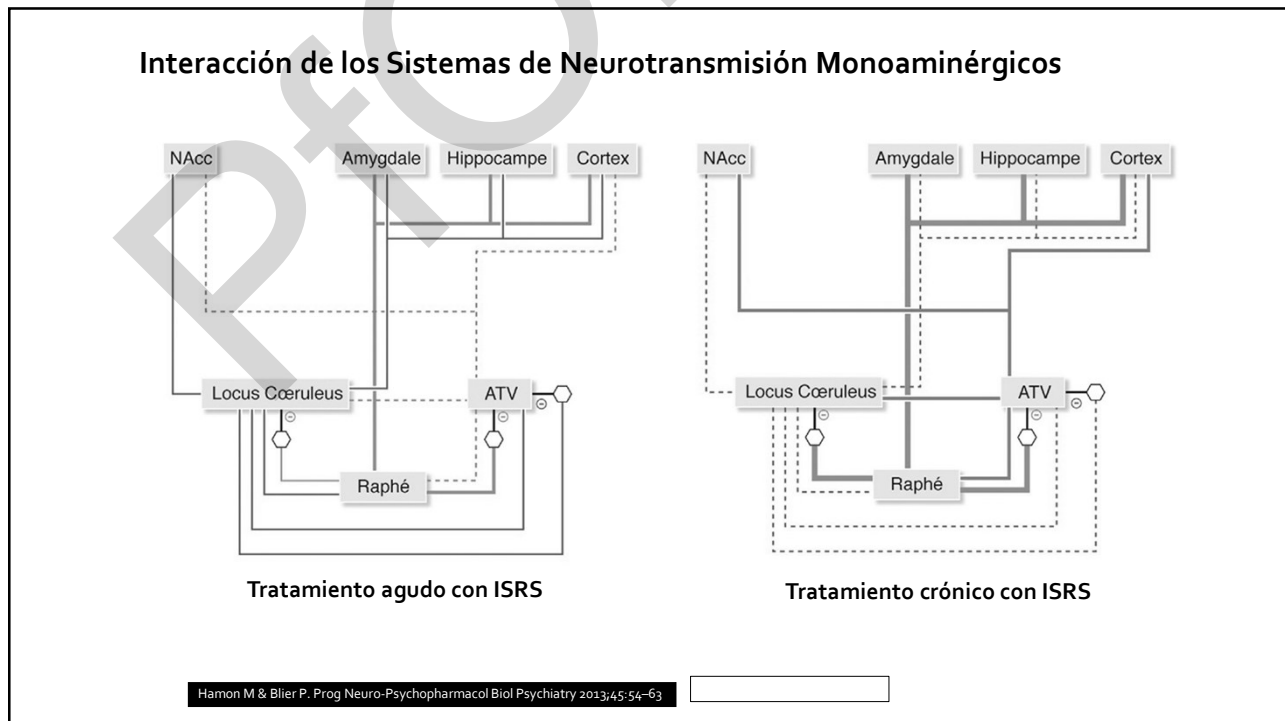 Interacción de los Sistemas de Neurotransmisión Monoaminérgicos
NAcc
Amygdale
Hippocampe
Cortex
Locus Cœruleus
ATV
Raphé
Tratamiento agudo con ISRS
NAcc
Amygdale
Hippocampe
Cortex
Locus Cœruleus
ATV
Raphé
Tratamiento crónico con ISRS
Hamon M & Blier P. Prog Neuro-Psychopharmacol Biol Psychiatry 2013;45:54–63